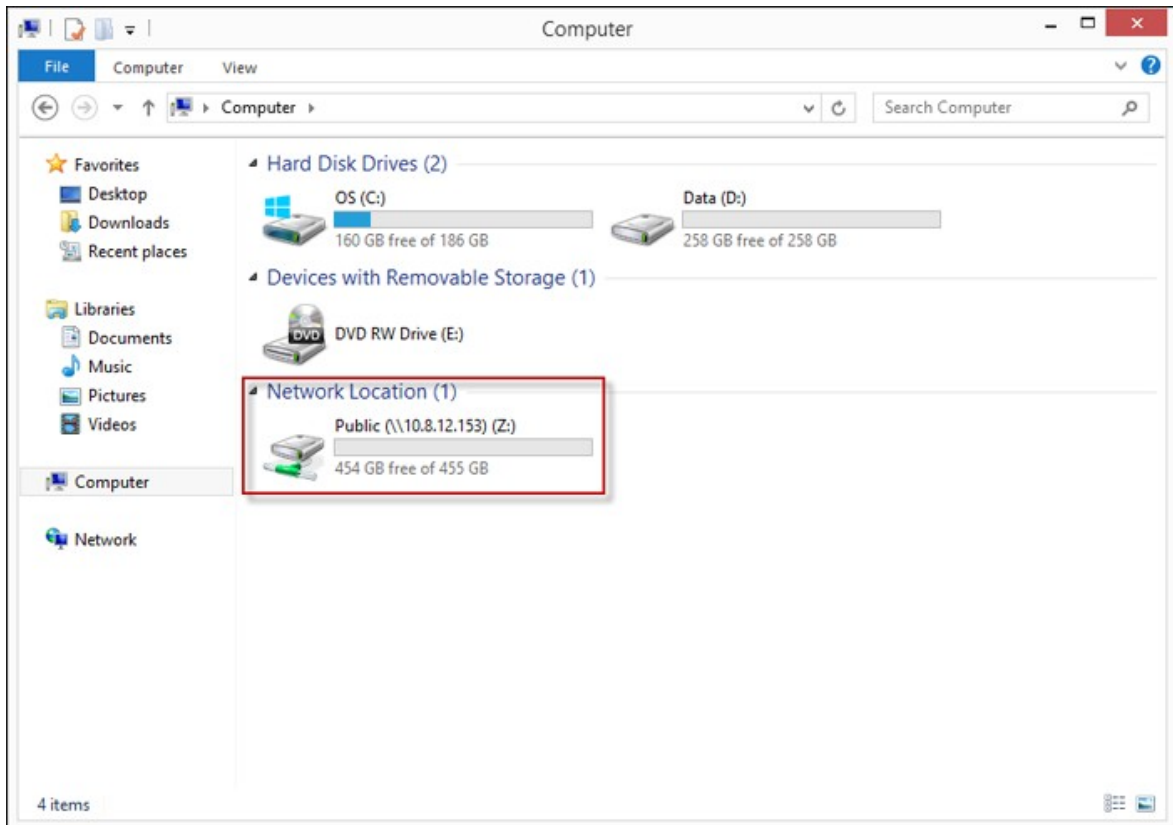 Computer
File Computer View
Computer
Search Computer
Favorites
Desktop
Downloads
Recent places
Libraries
Documents
Music
Pictures
Videos
Computer
Network
Hard Disk Drives (2)
OS (C:)
160 GB free of 186 GB
Data (D:)
258 GB free of 258 GB
Devices with Removable Storage (1)
DVD
DVD RW Drive (E:)
Network Location (1)
Public (\\10.8.12.153) (Z:)
454 GB free of 455 GB
4 items